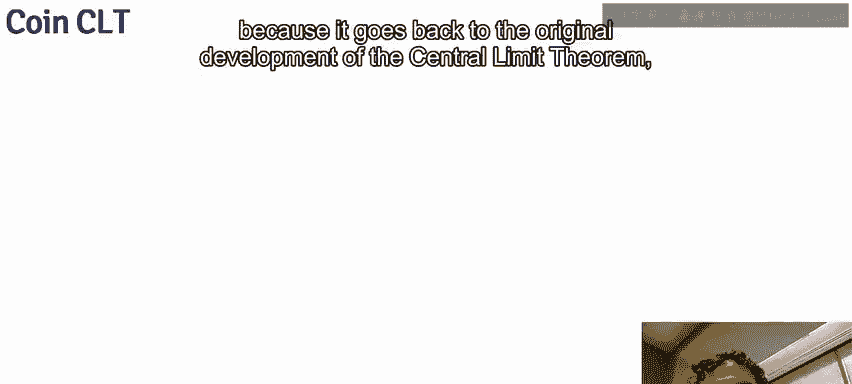 Coin CLT
because it goes back to the original
development of the Central Limit Theorem,